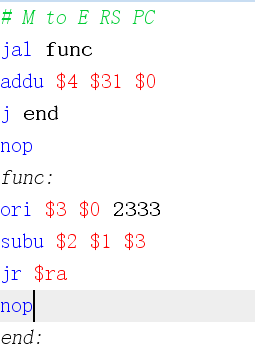 # M to E RS PC
jal func
addu $4 $31 $0
j end
nop
func:
ori $3 $0 2333
subu $2 $1 $3
jr $ra
nop
end: